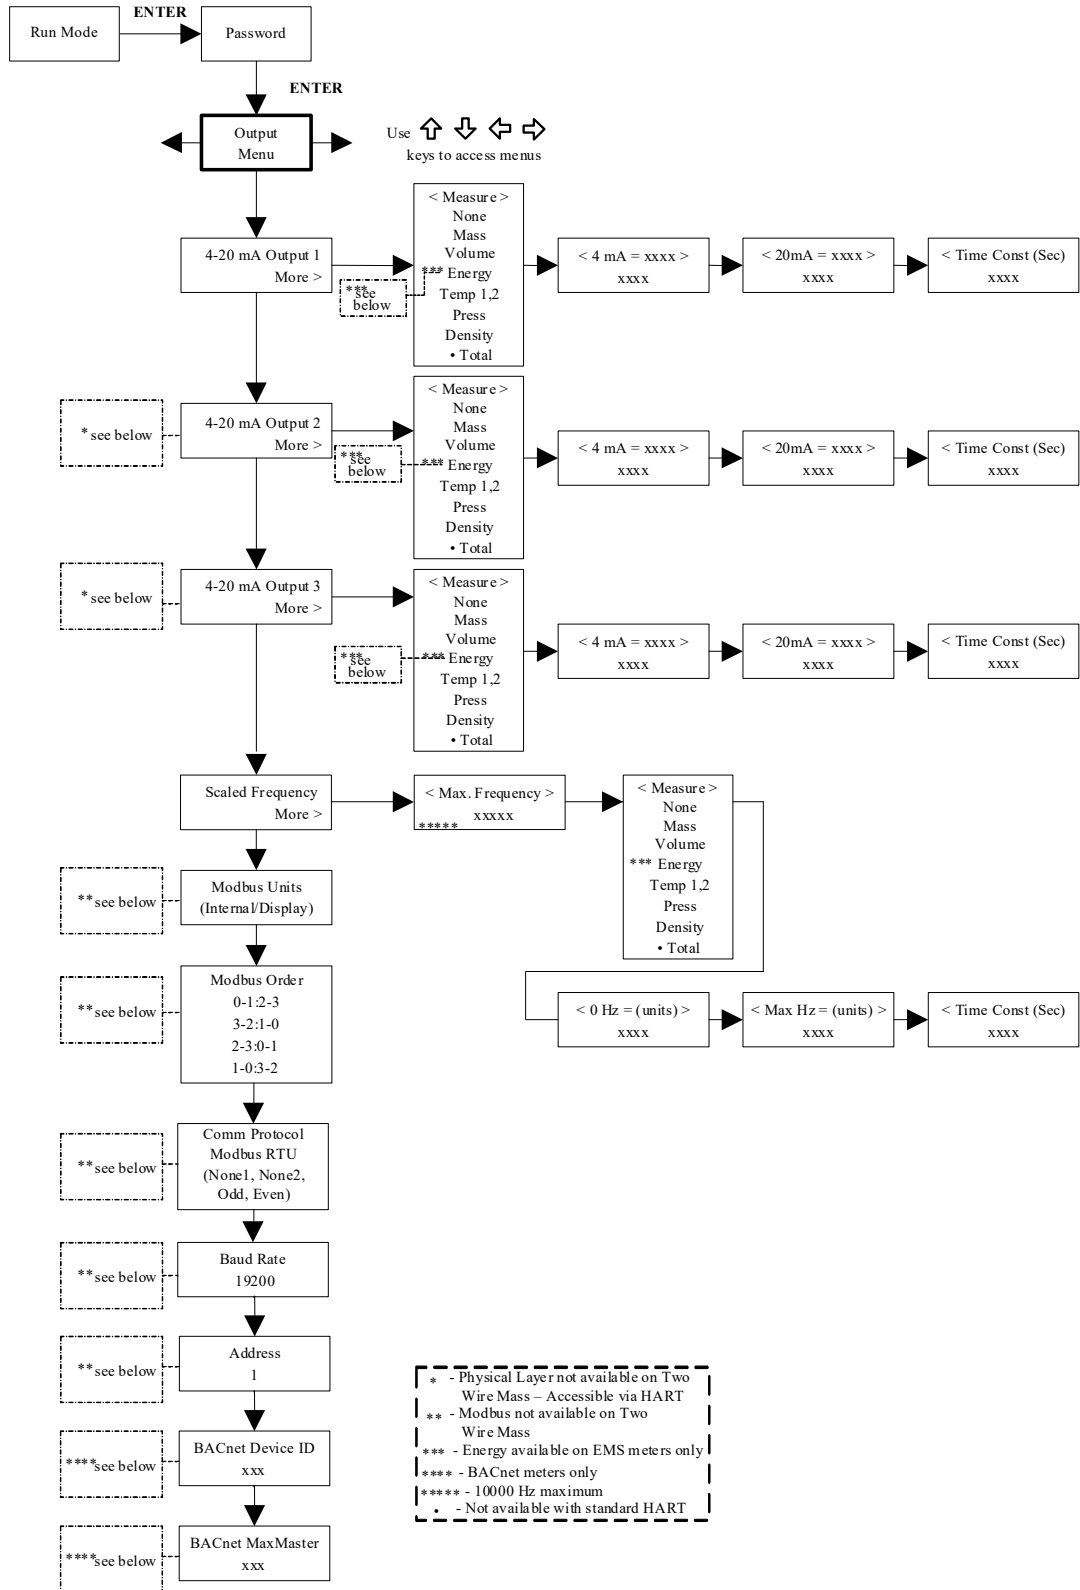 ENTER
Run Mode
Password
ENTER
Output
Menu
Use
keys to access menus
4-20 mA Output 1
More >
*** see
below
< Measure >
None
Mass
Volume
*** Energy
Temp 1,2
Press
Density
• Total
< 4 mA = xxxx >
xxxx
< 20mA = xxxx >
xxxx
< Time Const (Sec)
xxxx
* see below
4-20 mA Output 2
More >
*** see
below
< Measure >
None
Mass
Volume
*** Energy
Temp 1,2
Press
Density
• Total
< 4 mA = xxxx >
xxxx
< 20mA = xxxx >
xxxx
< Time Const (Sec)
xxxx
* see below
4-20 mA Output 3
More >
*** see
below
< Measure >
None
Mass
Volume
*** Energy
Temp 1,2
Press
Density
• Total
< 4 mA = xxxx >
xxxx
< 20mA = xxxx >
xxxx
< Time Const (Sec)
xxxx
Scaled Frequency
More >
< Max. Frequency >
xxxxx
*****
< Measure >
None
Mass
Volume
*** Energy
Temp 1,2
Press
Density
• Total
< 0 Hz = (units) >
xxxx
< Max Hz = (units) >
xxxx
< Time Const (Sec)
xxxx
** see below
Modbus Units
(Internal/Display)
** see below
Modbus Order
0-1:2-3
3-2:1-0
2-3:0-1
1-0:3-2
** see below
Comm Protocol
Modbus RTU
(None1, None2,
Odd, Even)
** see below
Baud Rate
19200
** see below
Address
1
**** see below
BACnet Device ID
xxx
**** see below
BACnet MaxMaster
xxx
* - Physical Layer not available on Two
Wire Mass – Accessible via HART
** - Modbus not available on Two
Wire Mass
*** - Energy available on EMS meters only
**** - BACnet meters only
***** - 10000 Hz maximum
• - Not available with standard HART